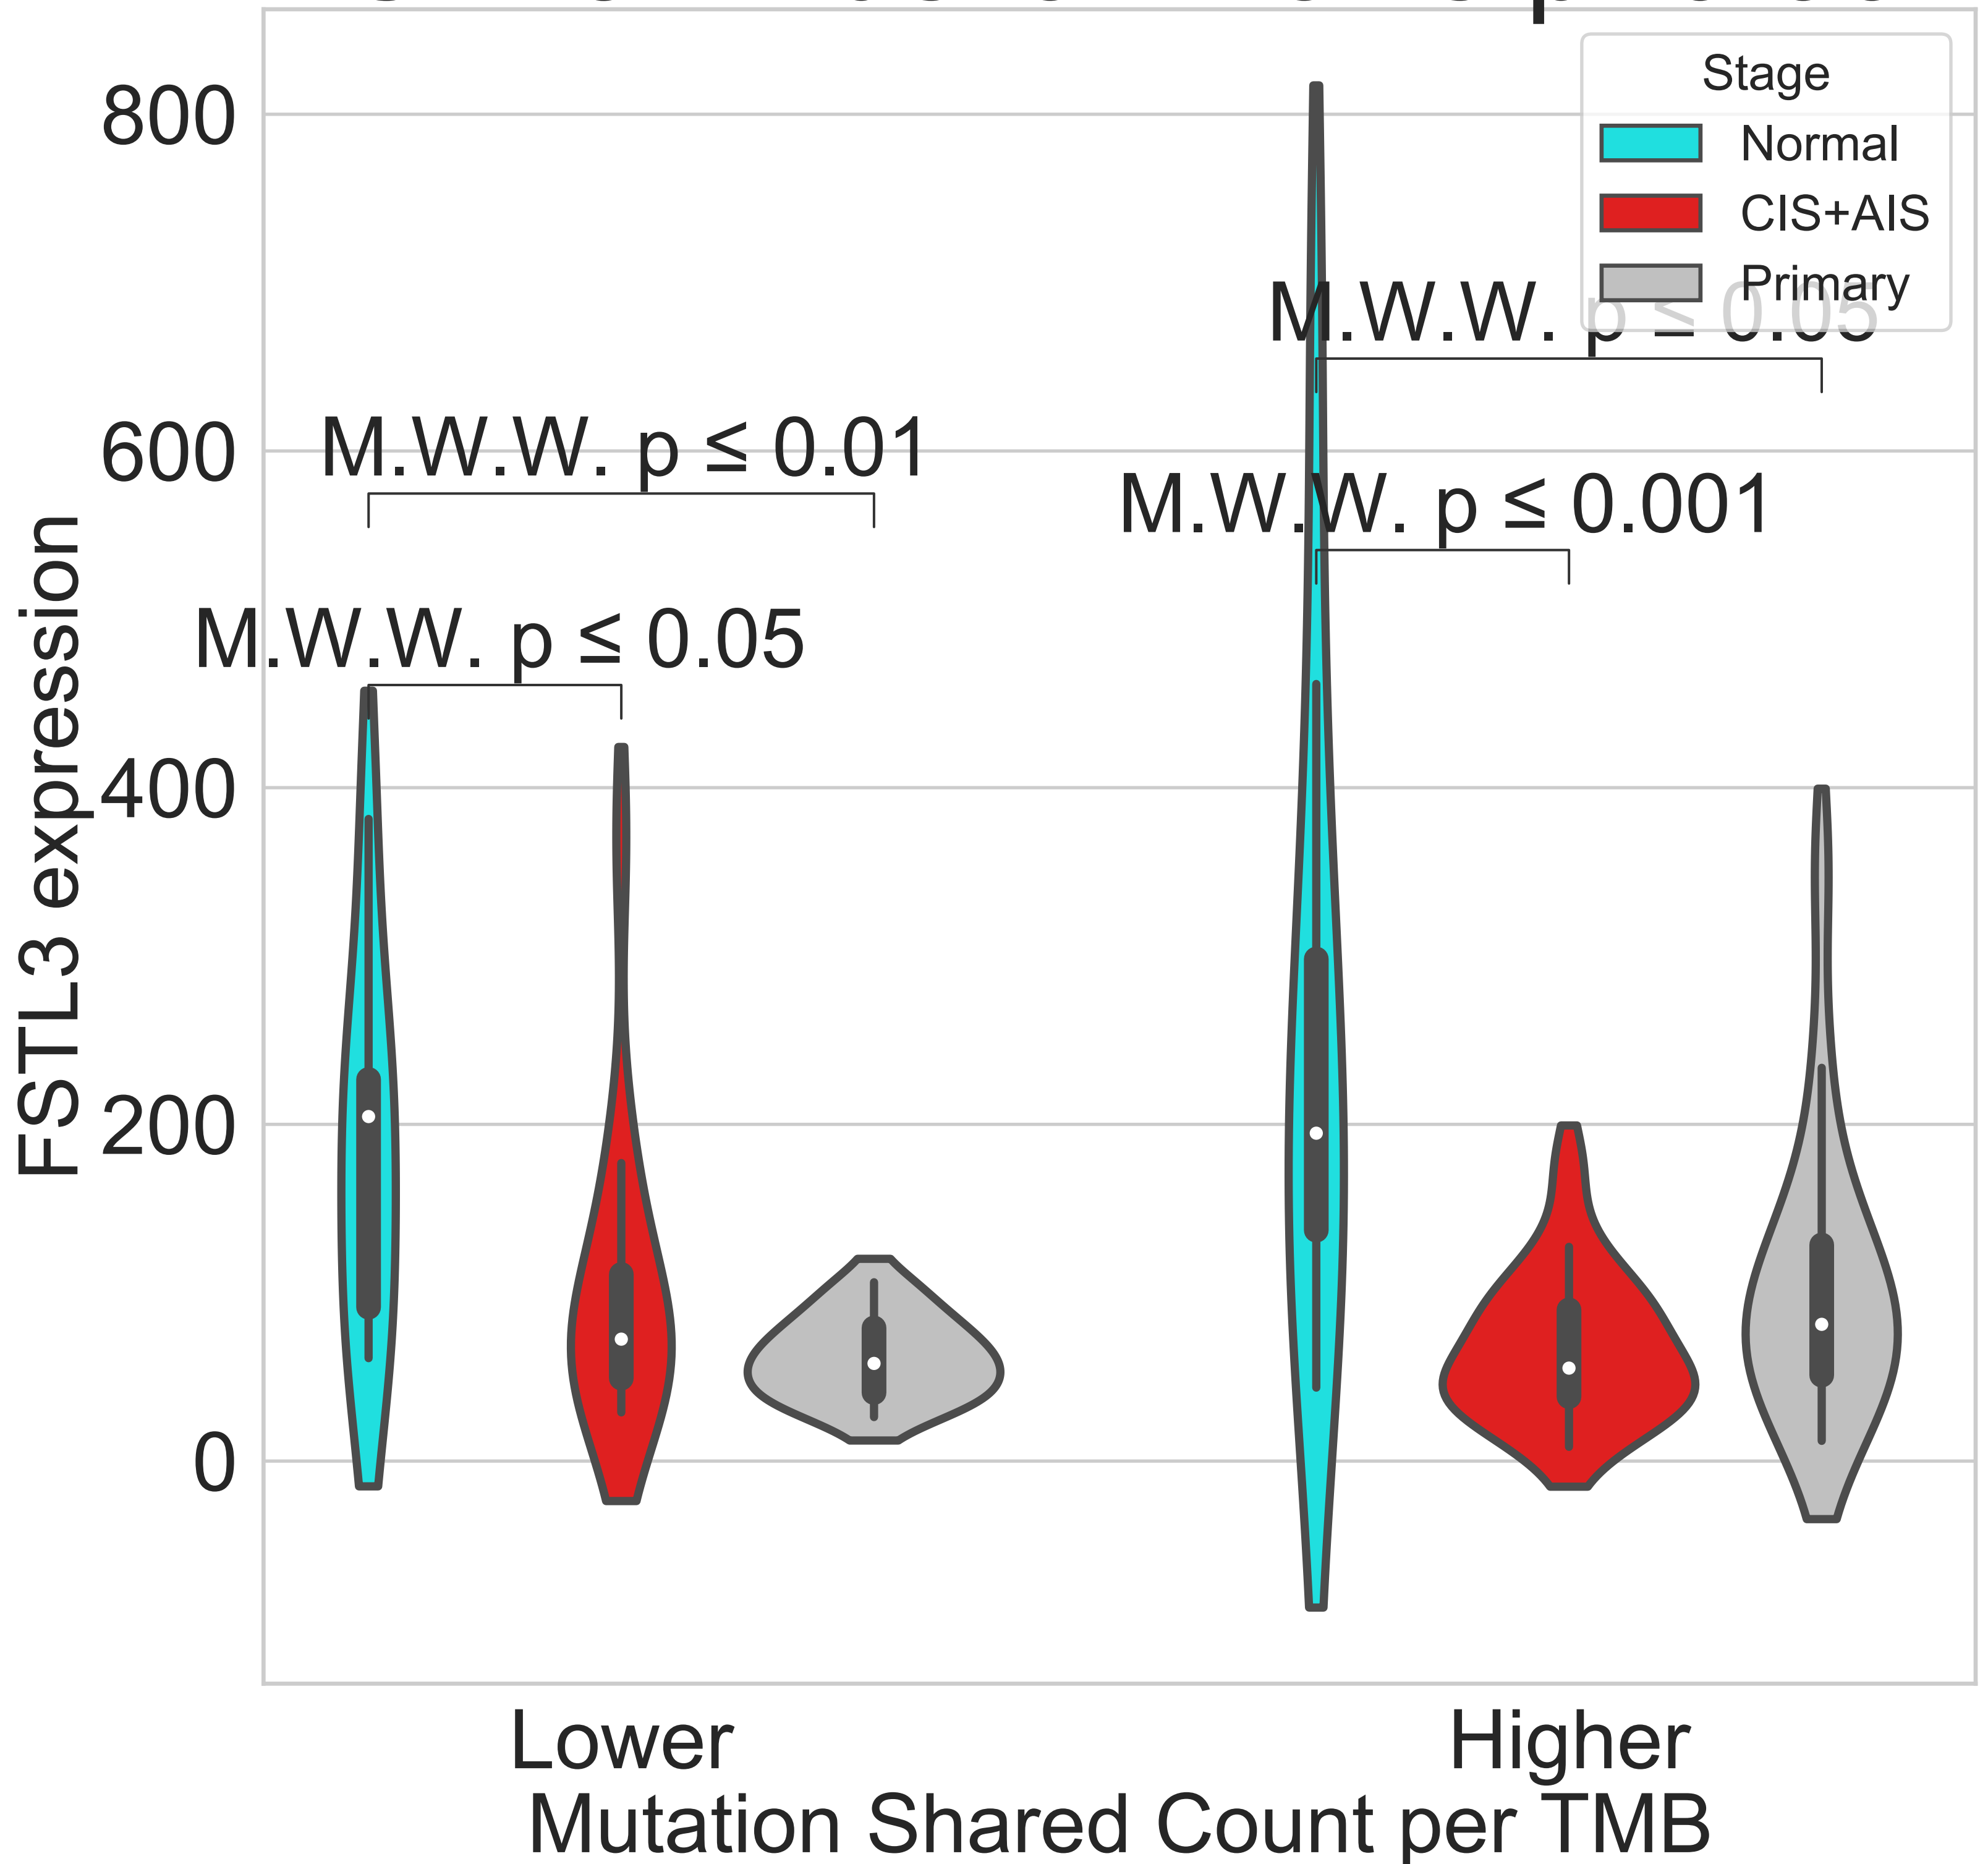 Stage
Normal
CIS+AIS
Primary
800
600
400
200
0
FSTL3 expression
M.W.W. p ≤ 0.05
M.W.W. p ≤ 0.01
M.W.W. p ≤ 0.001
M.W.W. p ≤ 0.05
Lower
Higher
Mutation Shared Count per TMB